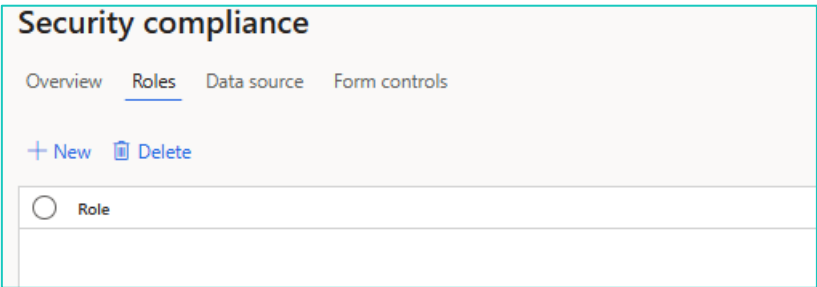 Security compliance
Overview Roles Data source Form controls
New Delete
Role